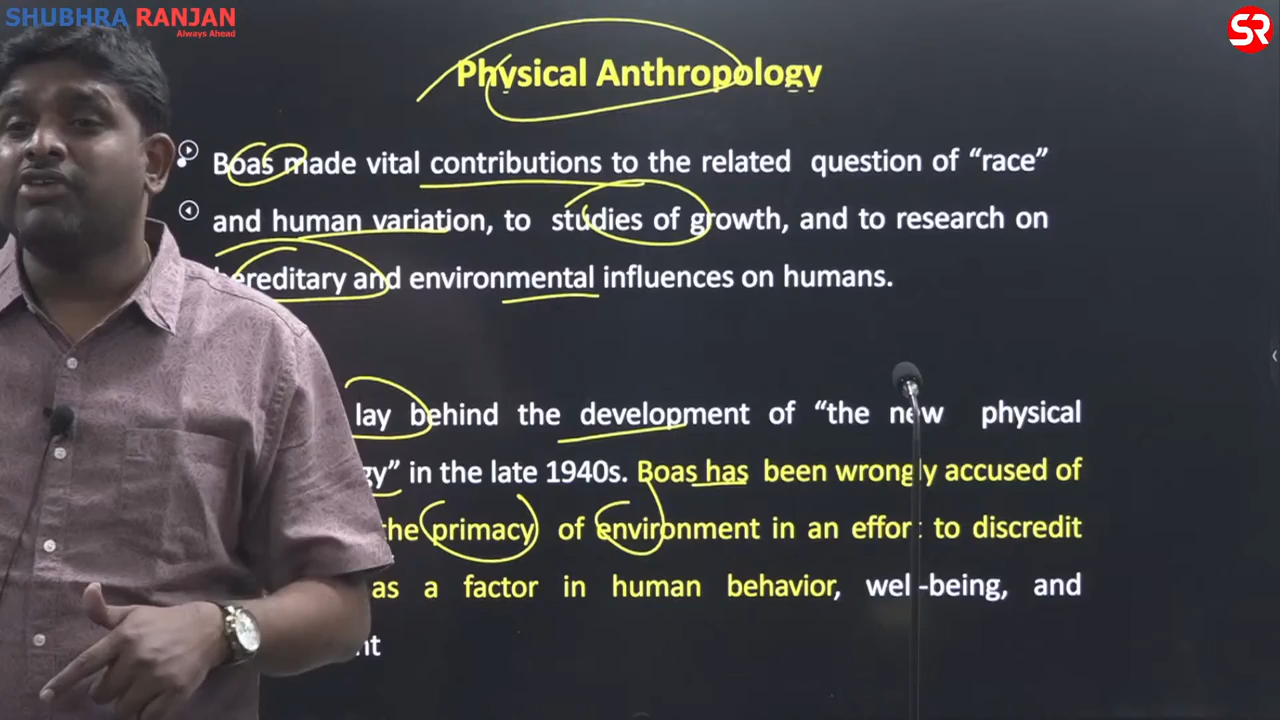 SHUBHRA RANJAN
Always Ahead
SR
Physical Anthropology
Boas made vital contributions to the related question of “race”
and human variation, to studies of growth, and to research on
hereditary and environmental influences on humans.
lay behind the development of “the new physical
gy” in the late 1940s. Boas has been wrongly accused of
the primacy of environment in an effort to discredit
as a factor in human behavior, well-being, and
nt